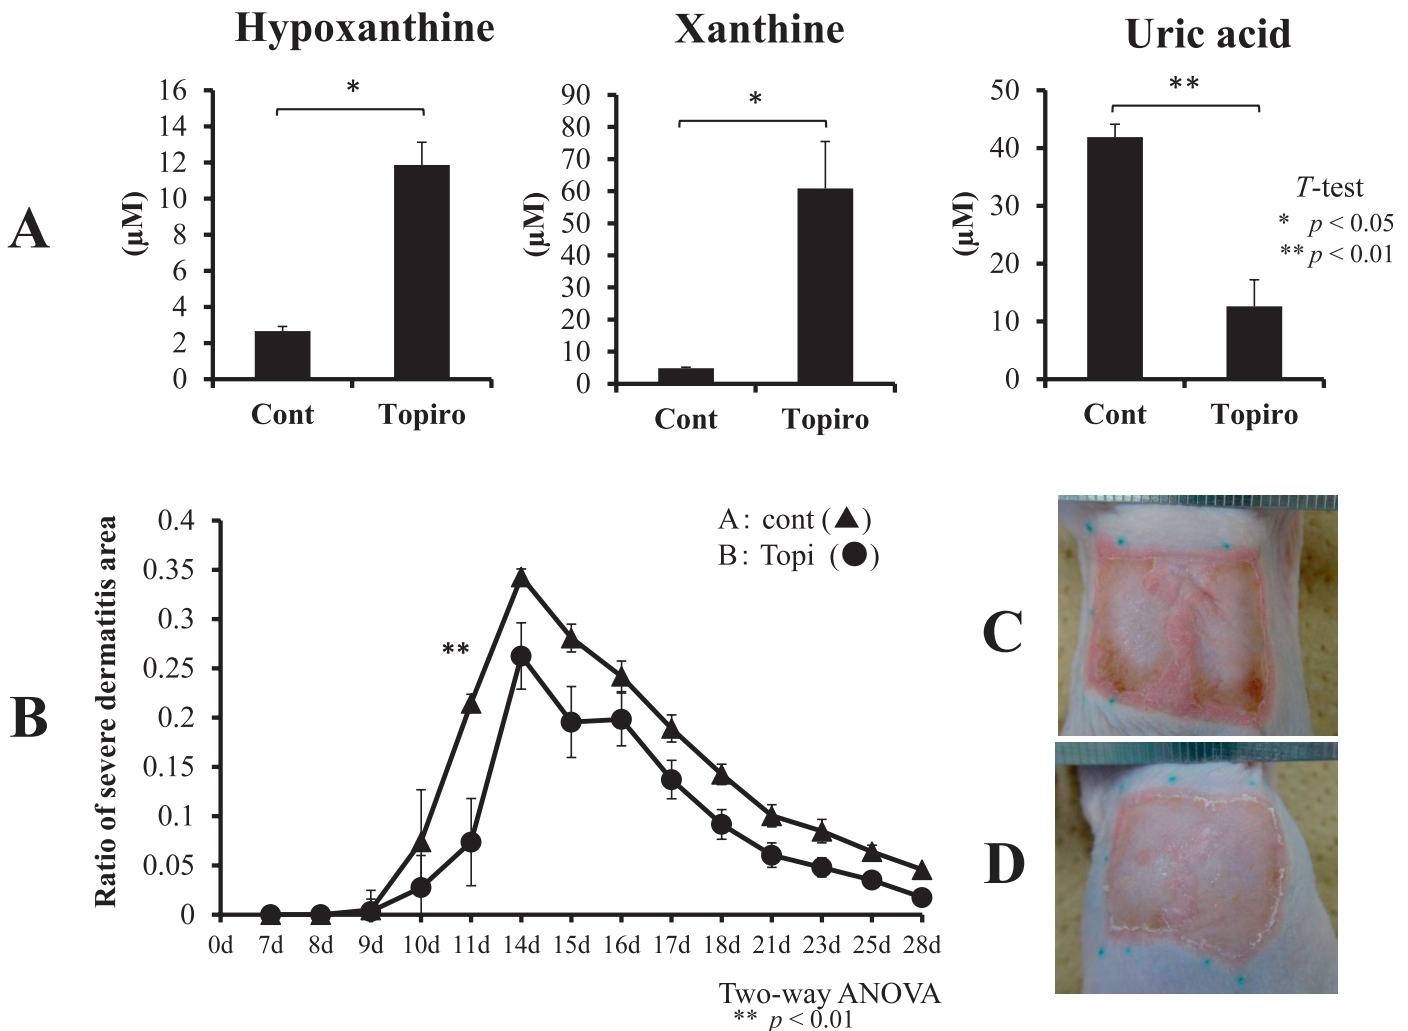 Hypoxanthine
Xanthine
Uric acid
A
(µM)
16
14
12
10
8
6
4
2
0
*
Cont
Topiro
(µM)
90
80
70
60
50
40
30
20
10
0
*
Cont
Topiro
(µM)
50
40
30
20
10
0
**
Cont
Topiro
T-test
* p < 0.05
** p < 0.01
B
Ratio of severe dermatitis area
0.4
0.35
0.3
0.25
0.2
0.15
0.1
0.05
0
**
A: cont (▲)
B: Topi (●)
0d 7d 8d 9d 10d 11d 14d 15d 16d 17d 18d 21d 23d 25d 28d
Two-way ANOVA
** p < 0.01
C
D